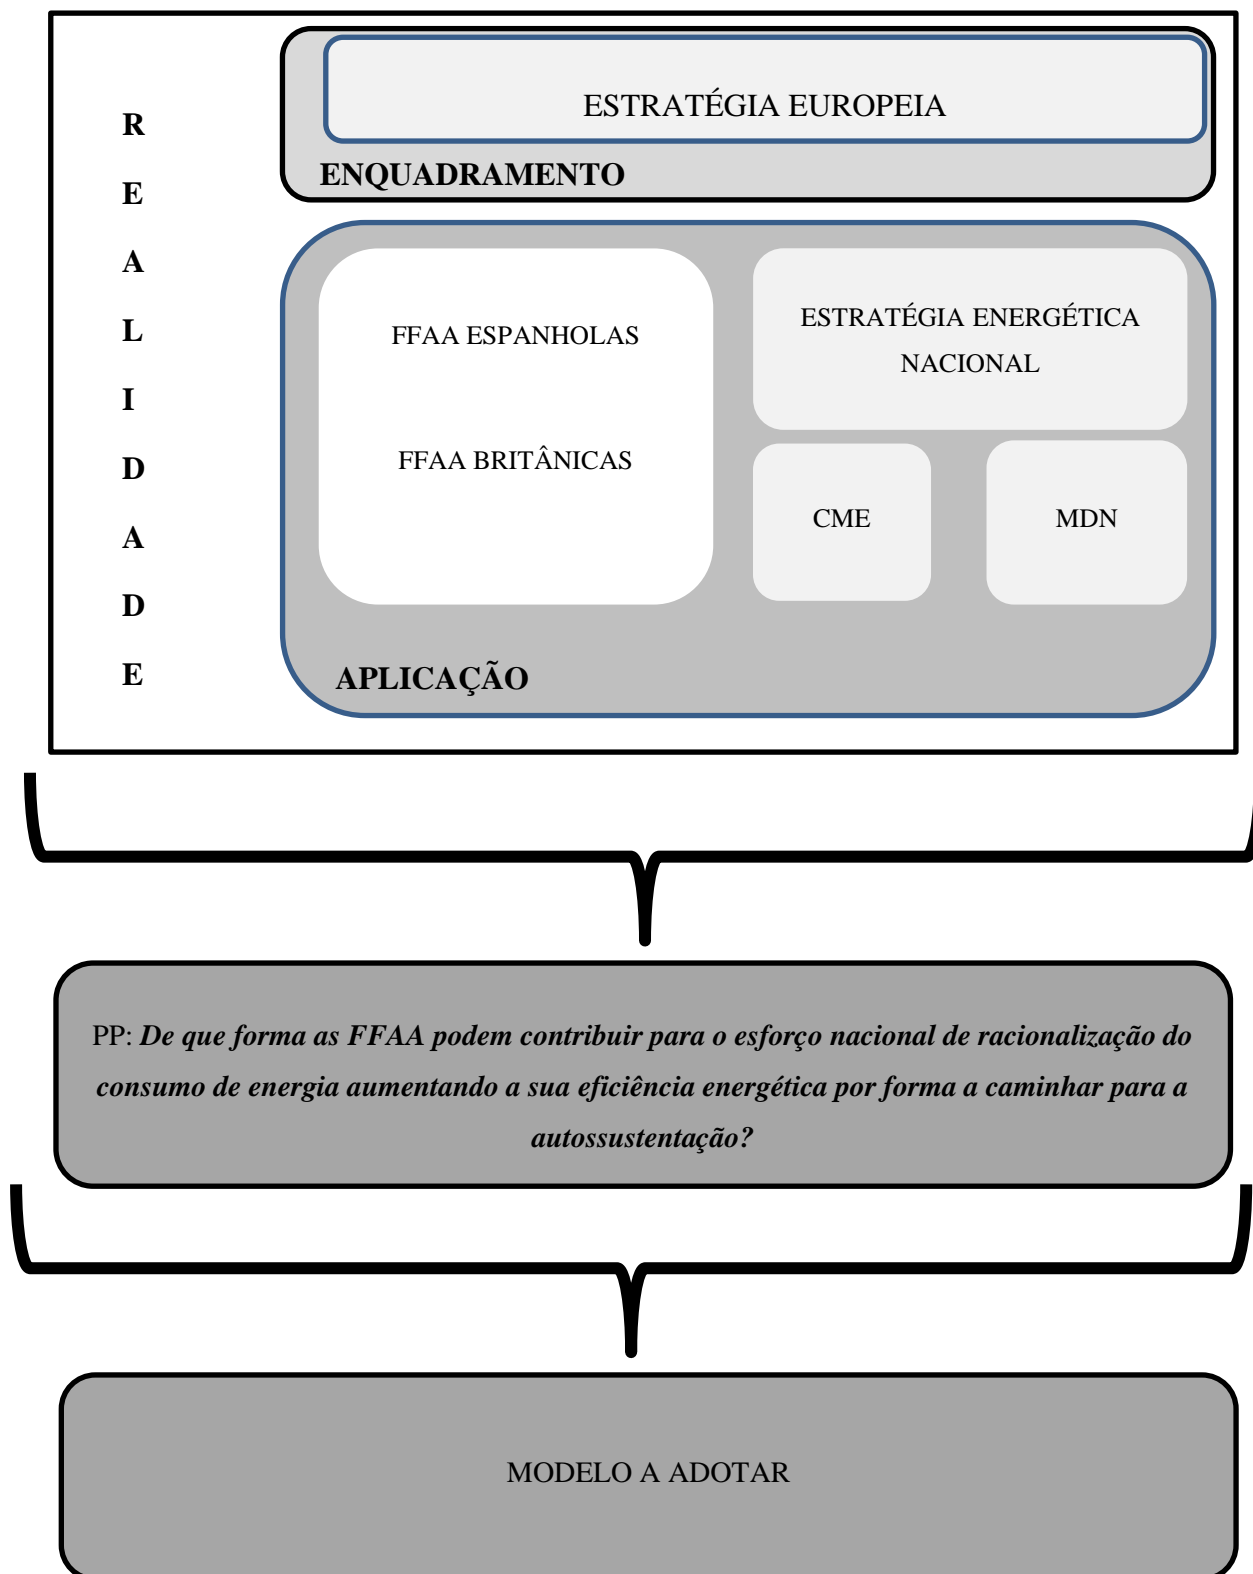 REALIDADE
ESTRATÉGIA EUROPEIA
ENQUADRAMENTO
FFAA ESPANHOLAS
FFAA BRITÂNICAS
ESTRATÉGIA ENERGÉTICA
NACIONAL
CME
MDN
APLICAÇÃO
PP: De que forma as FFAA podem contribuir para o esforço nacional de racionalização do
consumo de energia aumentando a sua eficiência energética por forma a caminhar para a
autossustentação?
MODELO A ADOTAR